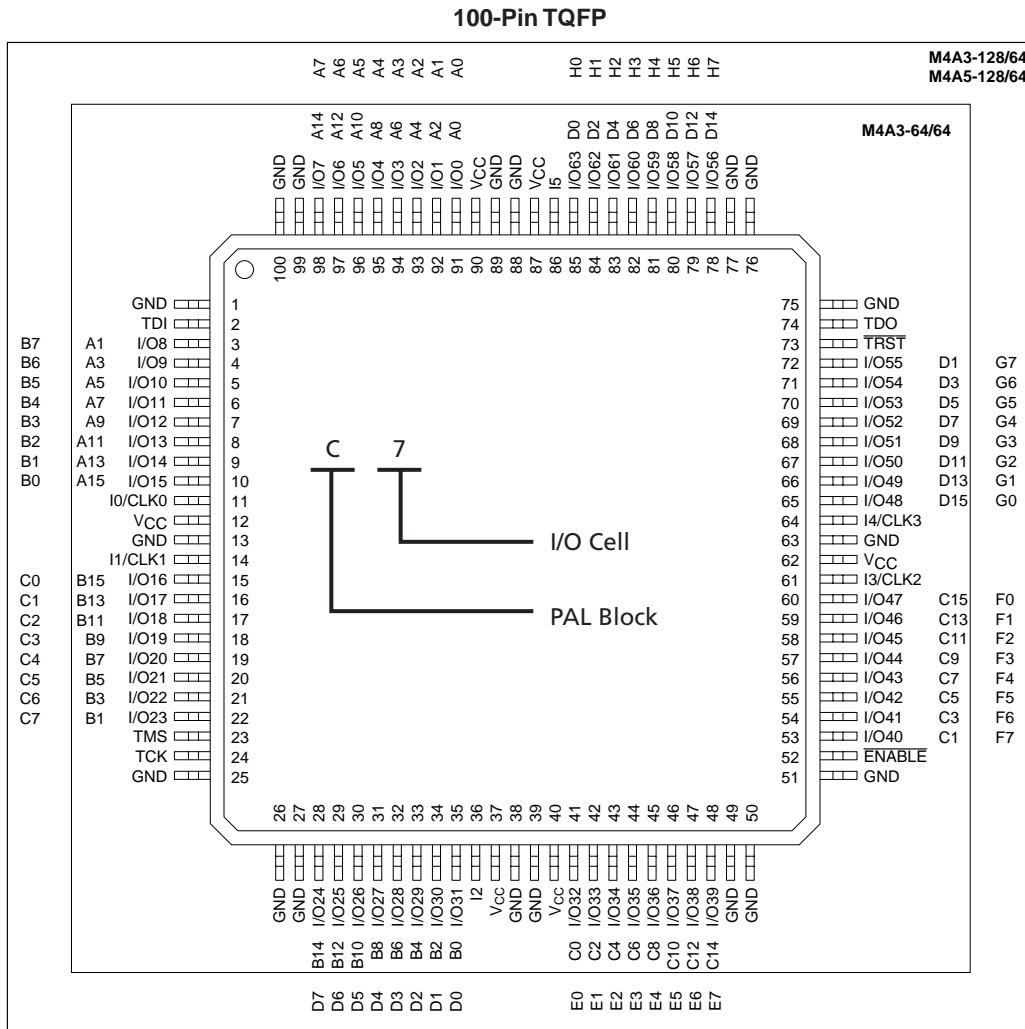 100-Pin TQFP
M4A3-128/64
M4A5-128/64
A7 A6 A5 A4 A3 A2 A1 A0 H0 H1 H2 H3 H4 H5 H6 H7
M4A3-64/64
A14 A12 A10 A8 A6 A4 A2 A0 D0 D2 D4 D6 D8 D10 D12 D14
GND GND I/O7 I/O6 I/O5 I/O4 I/O3 I/O2 I/O1 I/O0 VCC GND GND VCC I5 I/O63 I/O62 I/O61 I/O60 I/O59 I/O58 I/O57 I/O56 GND GND
100 99 98 97 96 95 94 93 92 91 90 89 88 87 86 85 84 83 82 81 80 79 78 77 76
GND 1 75 GND
TDI 2 74 TDO
B7 A1 I/O8 3 73 TRST
B6 A3 I/O9 4 72 I/O55 D1 G7
B5 A5 I/O10 5 71 I/O54 D3 G6
B4 A7 I/O11 6 70 I/O53 D5 G5
B3 A9 I/O12 7 69 I/O52 D7 G4
B2 A11 I/O13 8 68 I/O51 D9 G3
B1 A13 I/O14 9 67 I/O50 D11 G2
B0 A15 I/O15 10 66 I/O49 D13 G1
I0/CLK0 11 65 I/O48 D15 G0
VCC 12 64 I4/CLK3
GND 13 63 GND
I1/CLK1 14 62 VCC
C0 B15 I/O16 15 61 I3/CLK2
C1 B13 I/O17 16 60 I/O47 C15 F0
C2 B11 I/O18 17 59 I/O46 C13 F1
C3 B9 I/O19 18 58 I/O45 C11 F2
C4 B7 I/O20 19 57 I/O44 C9 F3
C5 B5 I/O21 20 56 I/O43 C7 F4
C6 B3 I/O22 21 55 I/O42 C5 F5
C7 B1 I/O23 22 54 I/O41 C3 F6
TMS 23 53 I/O40 C1 F7
TCK 24 52 ENABLE
GND 25 51 GND
C 7
I/O Cell
PAL Block
26 27 28 29 30 31 32 33 34 35 36 37 38 39 40 41 42 43 44 45 46 47 48 49 50
GND GND I/O24 I/O25 I/O26 I/O27 I/O28 I/O29 I/O30 I/O31 I2 VCC GND GND VCC I/O32 I/O33 I/O34 I/O35 I/O36 I/O37 I/O38 I/O39 GND GND
B14 B12 B10 B8 B6 B4 B2 B0 C0 C2 C4 C6 C8 C10 C12 C14
D7 D6 D5 D4 D3 D2 D1 D0 E0 E1 E2 E3 E4 E5 E6 E7